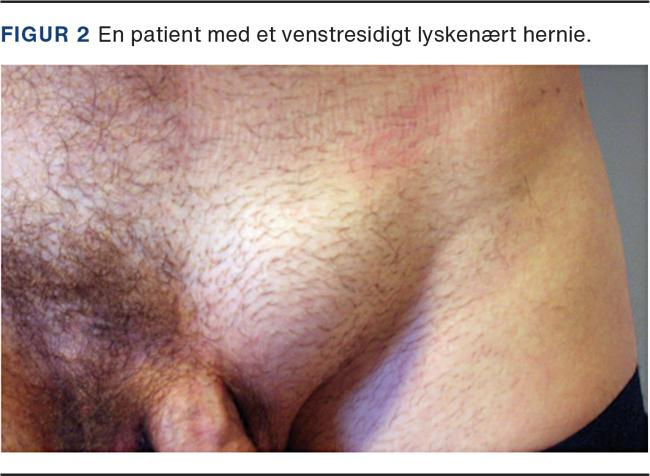 FIGUR 2 En patient med et venstresidigt lyskenært hernie.